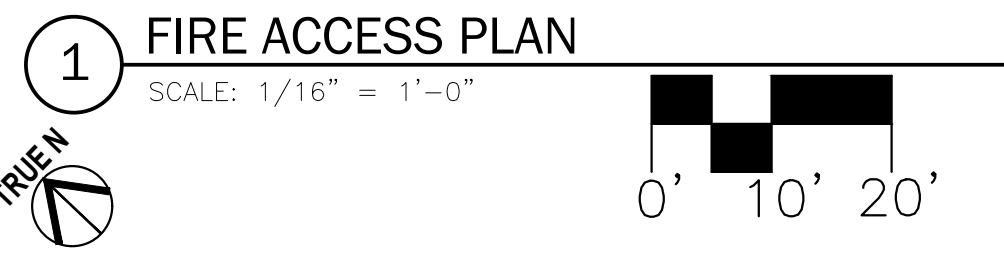 1
FIRE ACCESS PLAN
SCALE: 1/16" = 1'-0"
TRUE N
0' 10' 20'